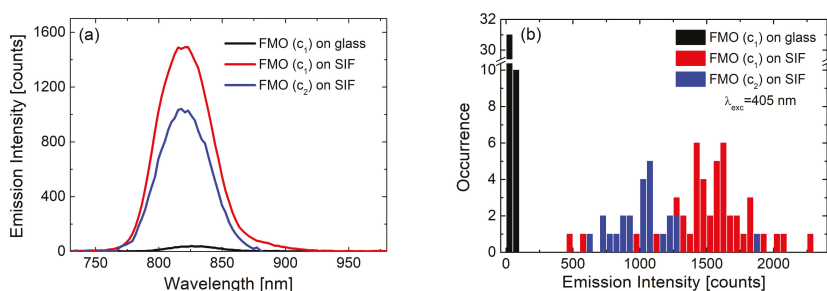 (a)
FMO (c1) on glass
FMO (c1) on SIF
FMO (c2) on SIF
Emission Intensity [counts]
1600
1200
800
400
0
750 800 850 900 950
Wavelength [nm]
(b)
FMO (c1) on glass
FMO (c1) on SIF
FMO (c2) on SIF
λexc=405 nm
Occurrence
32
30
10
8
6
4
2
0
0 500 1000 1500 2000
Emission Intensity [counts]